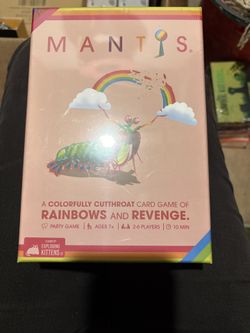 MANTIS®
A COLORFULLY CUTTHROAT CARD GAME OF
RAINBOWS AND REVENGE.
PARTY GAME AGES 7+ 2-6 PLAYERS 10 MIN
EXPLODING
KITTENS